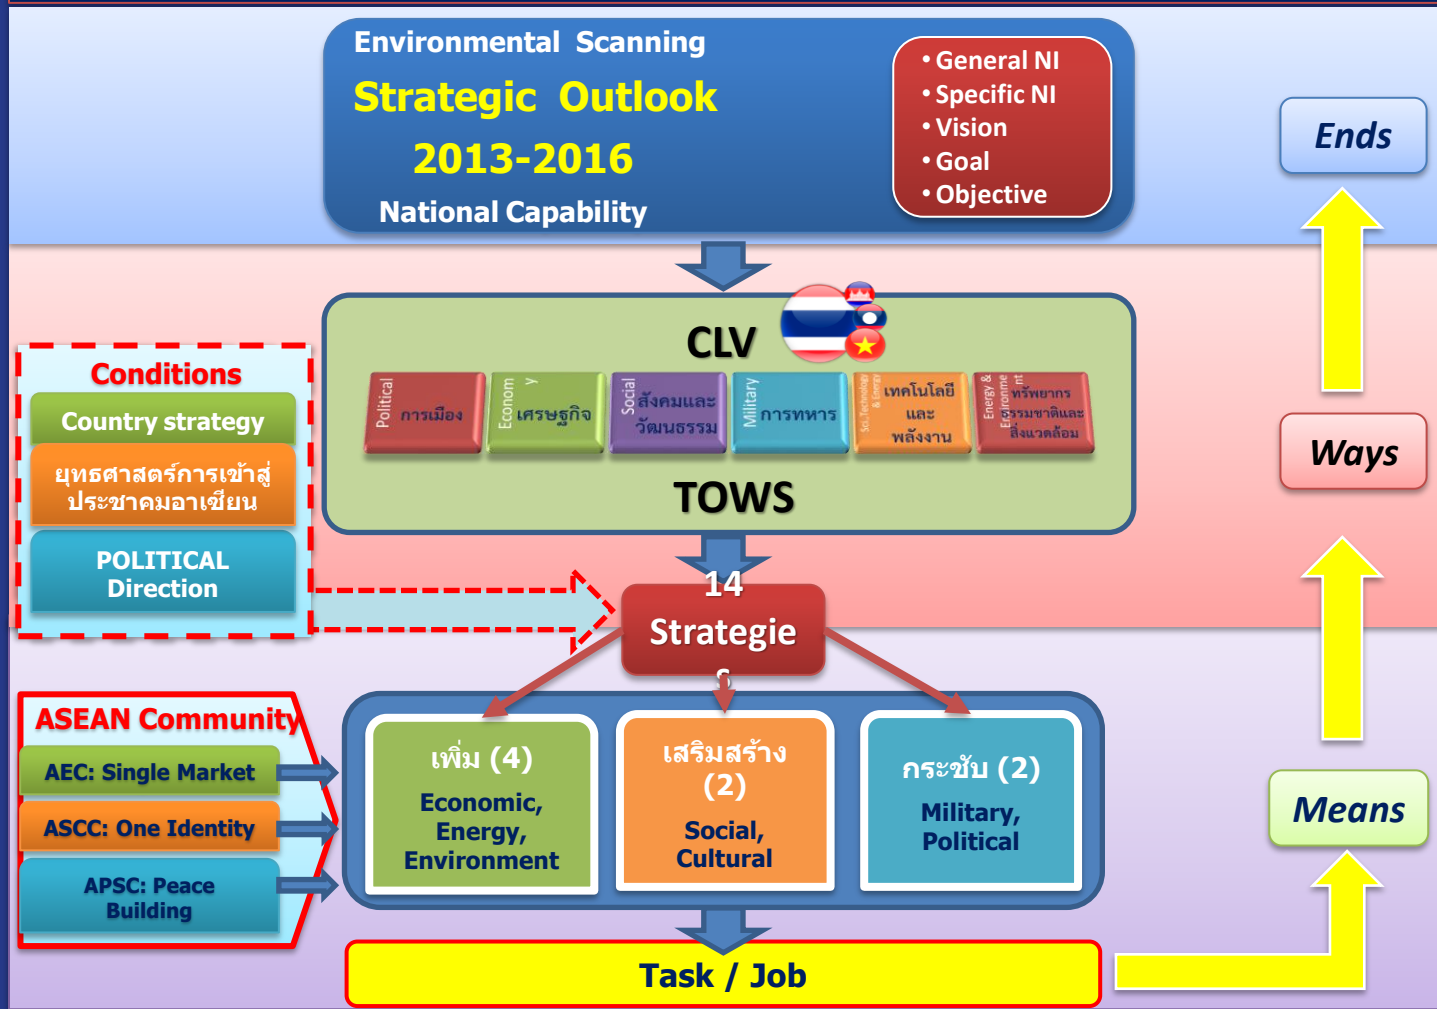 Environmental Scanning
Strategic Outlook
2013-2016
National Capability
• General NI
• Specific NI
• Vision
• Goal
• Objective
Ends
CLV
Political
การเมือง
Econom
y
เศรษฐกิจ
Social
สังคมและ
วัฒนธรรม
Military
การทหาร
Sci.,Technology
& Energy
เทคโนโลยี
และ
พลังงาน
Energy &
Environme
nt
ทรัพยากร
ธรรมชาติและ
สิ่งแวดล้อม
TOWS
Conditions
Country strategy
ยุทธศาสตร์การเข้าสู่
ประชาคมอาเซียน
POLITICAL
Direction
Ways
14
Strategie
s
ASEAN Community
AEC: Single Market
ASCC: One Identity
APSC: Peace
Building
เพิ่ม (4)
Economic,
Energy,
Environment
เสริมสร้าง
(2)
Social,
Cultural
กระชับ (2)
Military,
Political
Means
Task / Job